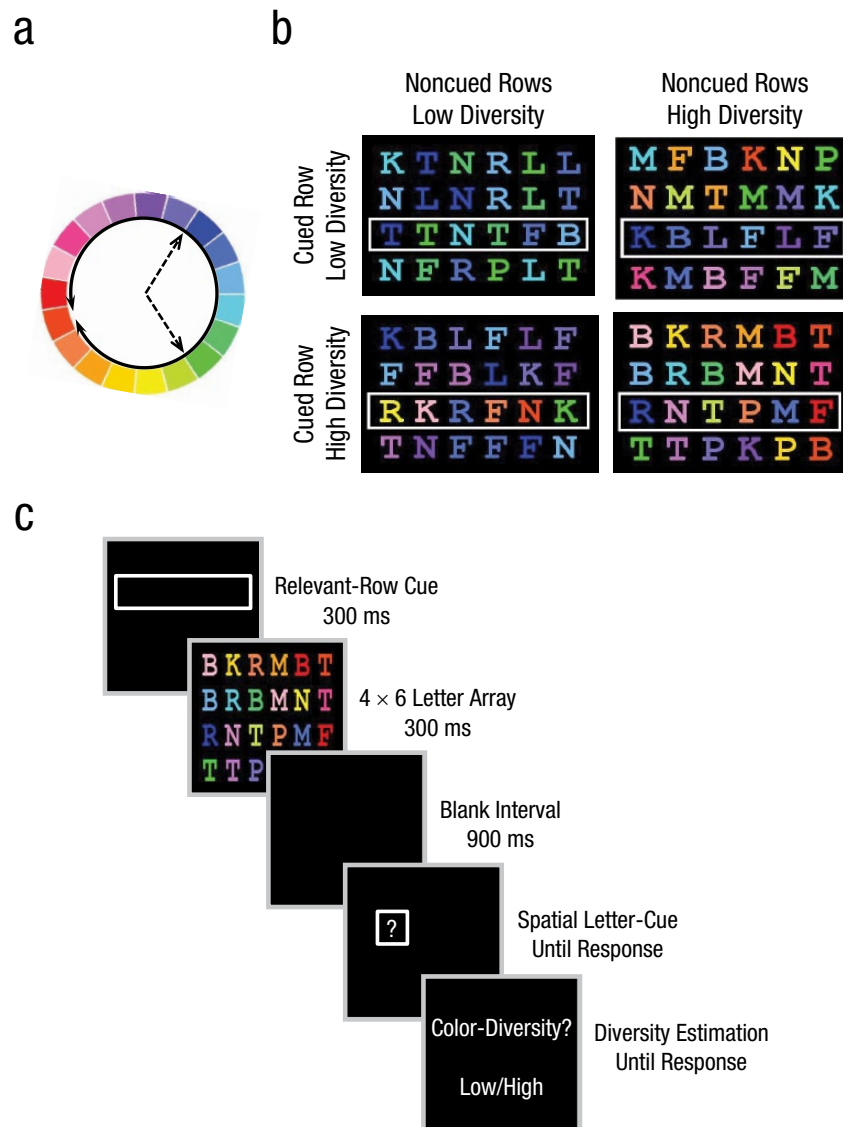 a
b
Noncued Rows
Low Diversity
Noncued Rows
High Diversity
Cued Row
Low Diversity
K T N R L L
N L N R L T
T T N T F B
N F R P L T
M F B K N P
N M T M M K
K B L F L F
K M B F F M
Cued Row
High Diversity
K B L F L F
F F B L K F
R K R F N K
T N F F F N
B K R M B T
B R B M N T
R N T P M F
T T P K P B
c
Relevant-Row Cue
300 ms
B K R M B T
B R B M N T
R N T P M F
T T P
4 × 6 Letter Array
300 ms
Blank Interval
900 ms
?
Spatial Letter-Cue
Until Response
Color-Diversity?
Low/High
Diversity Estimation
Until Response